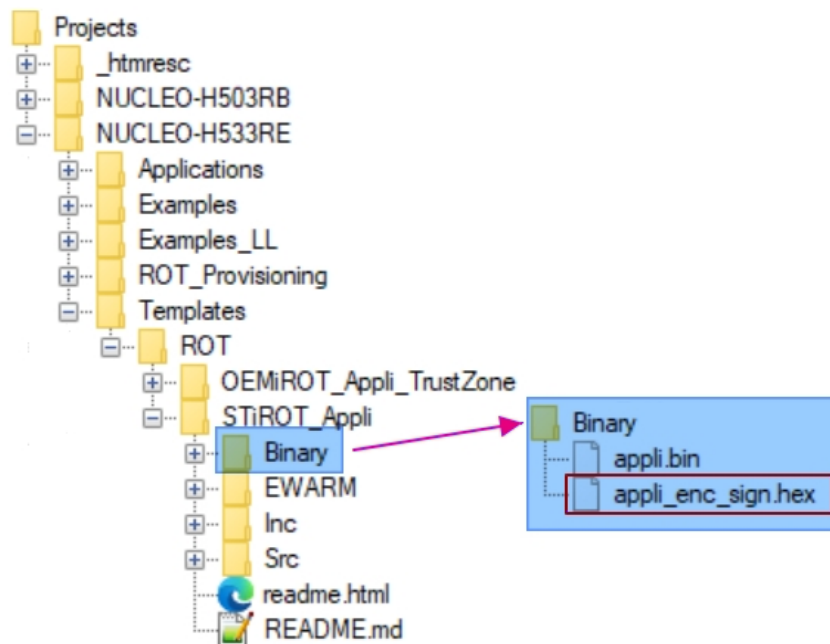 Projects
_htmresc
NUCLEO-H503RB
NUCLEO-H533RE
Applications
Examples
Examples_LL
ROT_Provisioning
Templates
ROT
OEMiROT_Appli_TrustZone
STiROT_Appli
Binary
EWARM
Inc
Src
readme.html
README.md
Binary
appli.bin
appli_enc_sign.hex